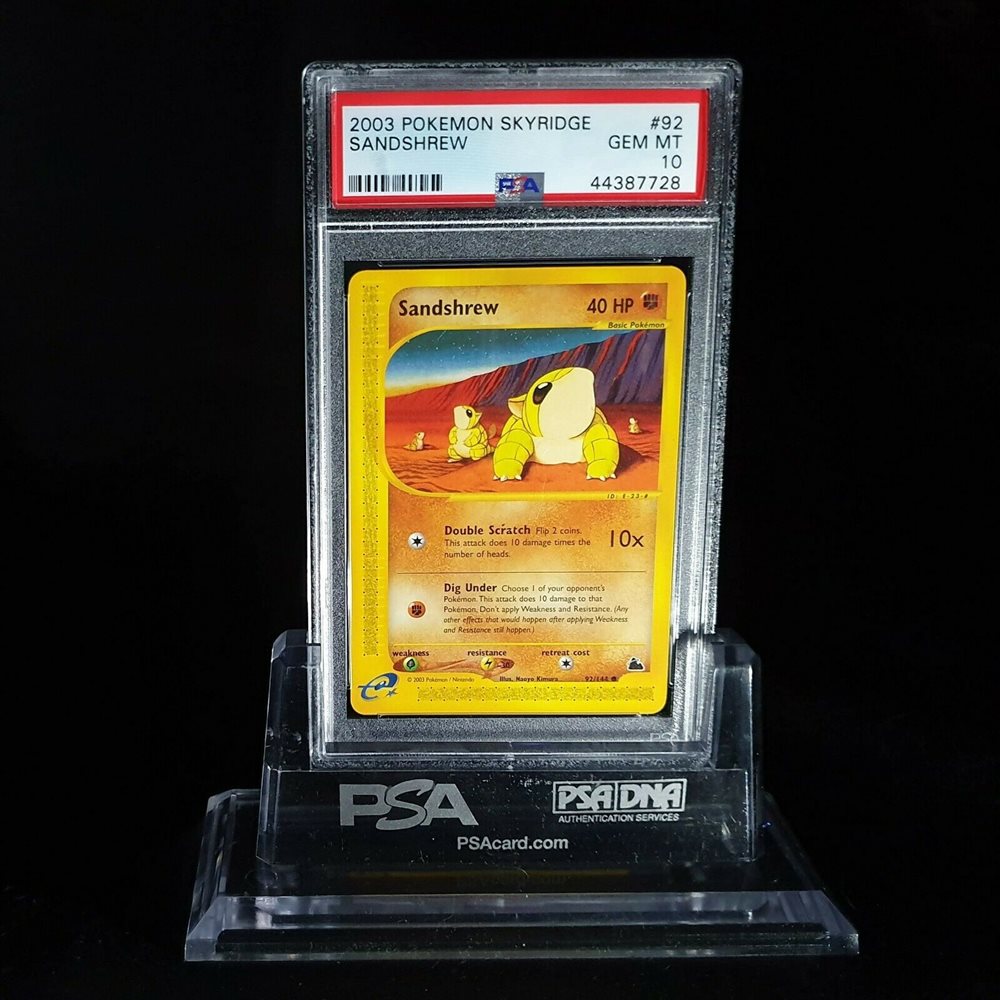 2003 POKEMON SKYRIDGE #92
SANDSHREW GEM MT
10
PSA 44387728
Sandshrew 40 HP
Basic Pokémon
ID: E-23-#
Double Scratch Flip 2 coins.
This attack does 10 damage times the
number of heads.
10x
Dig Under Choose 1 of your opponent's
Pokémon. This attack does 10 damage to that
Pokémon. Don't apply Weakness and Resistance. (Any
other effects that would happen after applying Weakness
and Resistance still happen.)
weakness resistance retreat cost
-30
© 2003 Pokémon / Nintendo Illus. Naoyo Kimura 92/144
e
PSA
PSAcard.com
PSA DNA
AUTHENTICATION SERVICES